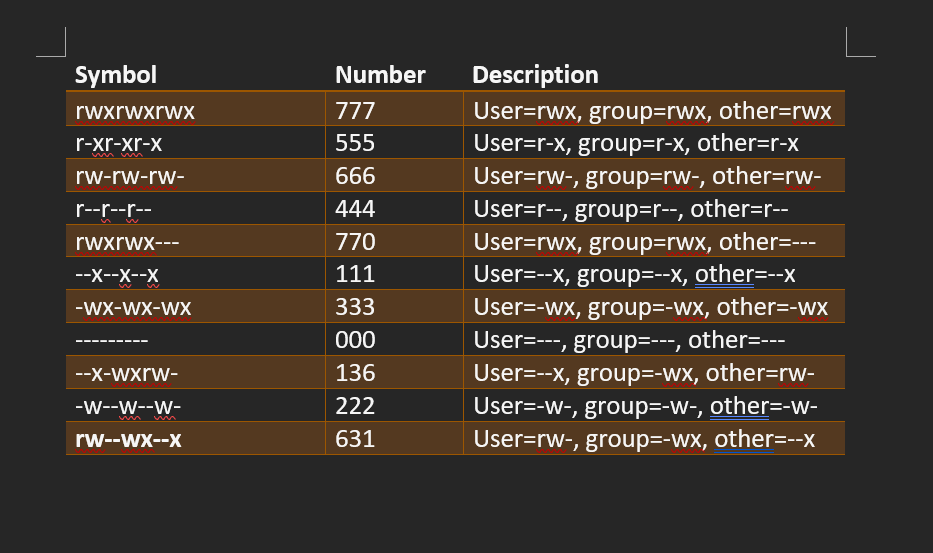 Symbol Number Description
rwxrwxrwx 777 User=rwx, group=rwx, other=rwx
r-xr-xr-x 555 User=r-x, group=r-x, other=r-x
rw-rw-rw- 666 User=rw-, group=rw-, other=rw-
r--r--r-- 444 User=r--, group=r--, other=r--
rwxrwx--- 770 User=rwx, group=rwx, other=---
--x--x--x 111 User=--x, group=--x, other=--x
-wx-wx-wx 333 User=-wx, group=-wx, other=-wx
--------- 000 User=---, group=---, other=---
--x-wxrw- 136 User=--x, group=-wx, other=rw-
-w--w--w- 222 User=-w-, group=-w-, other=-w-
rw--wx--x 631 User=rw-, group=-wx, other=--x